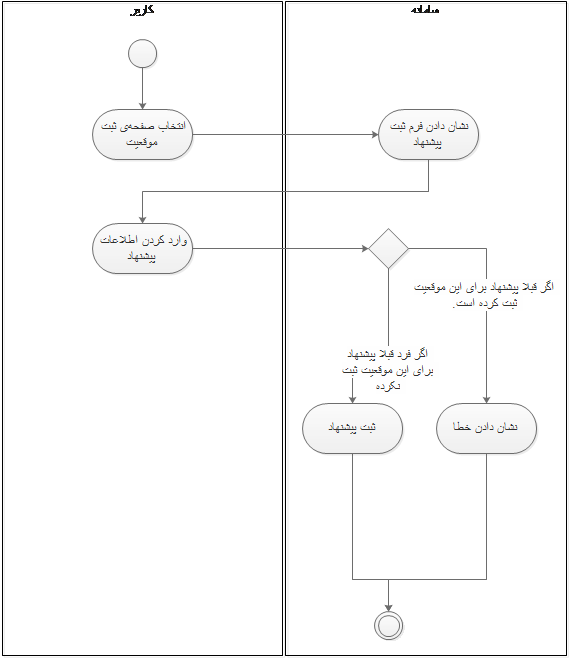 کاربر
سامانه
انتخاب صفحه‌ی ثبت
موقعیت
نشان دادن فرم ثبت
پیشنهاد
وارد کردن اطلاعات
پیشنهاد
اگر قبلا پیشنهاد برای این موقعیت
ثبت کرده است.
اگر فرد قبلا پیشنهاد
برای این موقعیت ثبت
نکرده
ثبت پیشنهاد
نشان دادن خطا